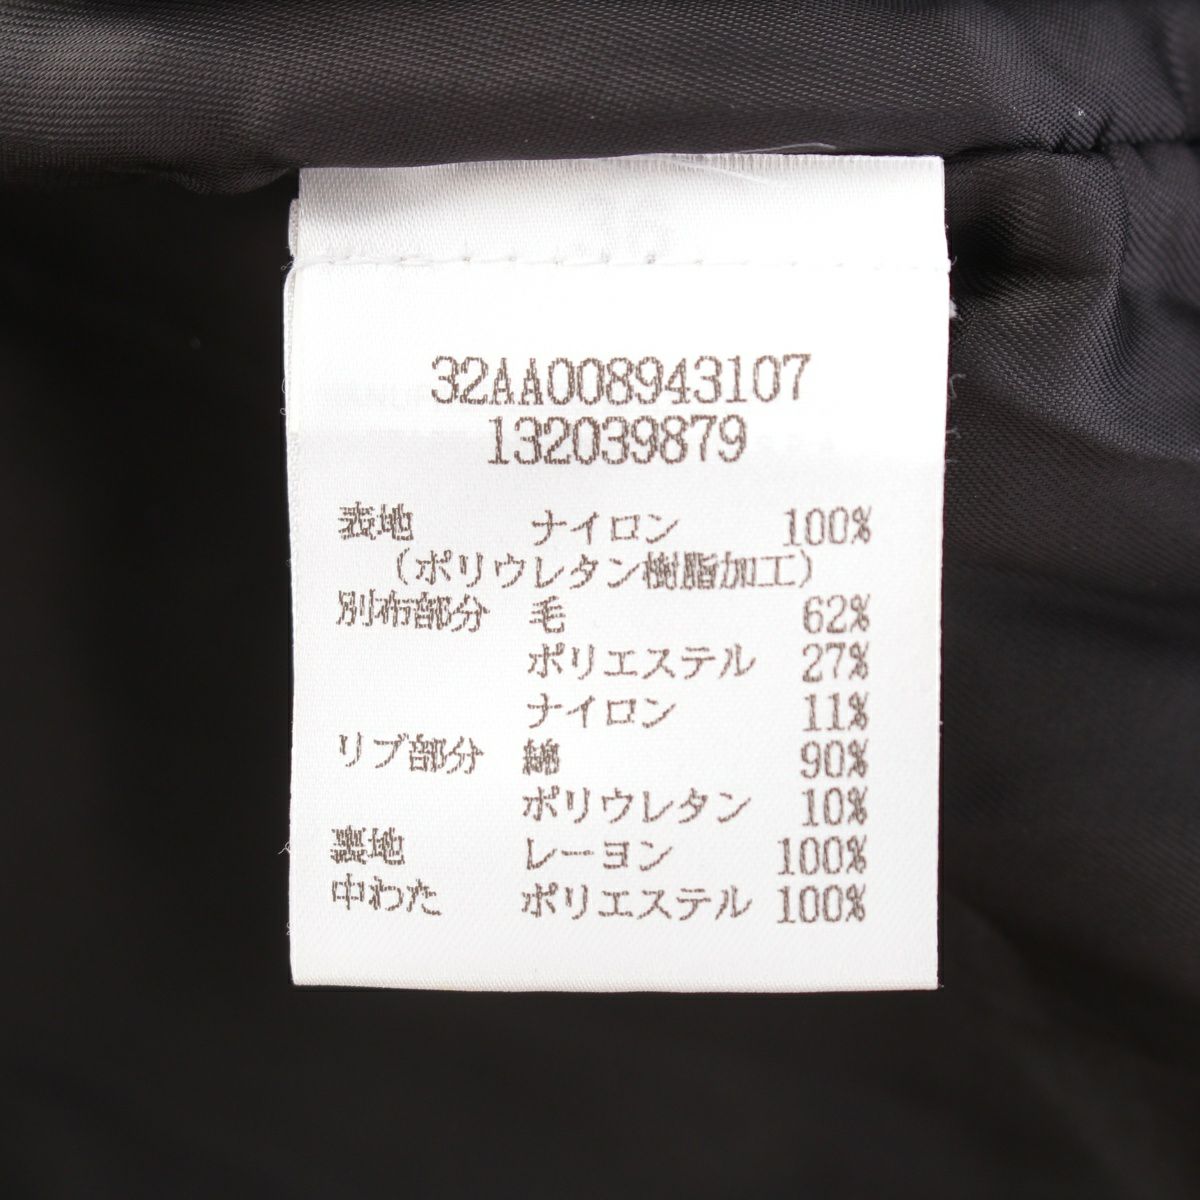 32AA008943107
132039879
表地 ナイロン 100%
(ポリウレタン樹脂加工)
別布部分 毛 62%
ポリエステル 27%
ナイロン 11%
リブ部分 綿 90%
ポリウレタン 10%
裏地 レーヨン 100%
中わた ポリエステル 100%